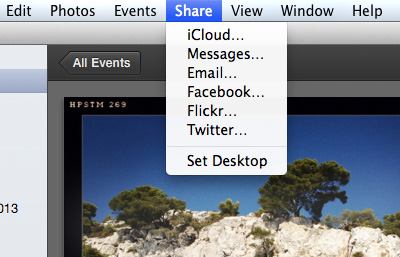 Edit Photos Events Share View Window Help
iCloud...
Messages...
All Events
Email...
Facebook...
HPSTM 269
Flickr...
Twitter...
Set Desktop
013